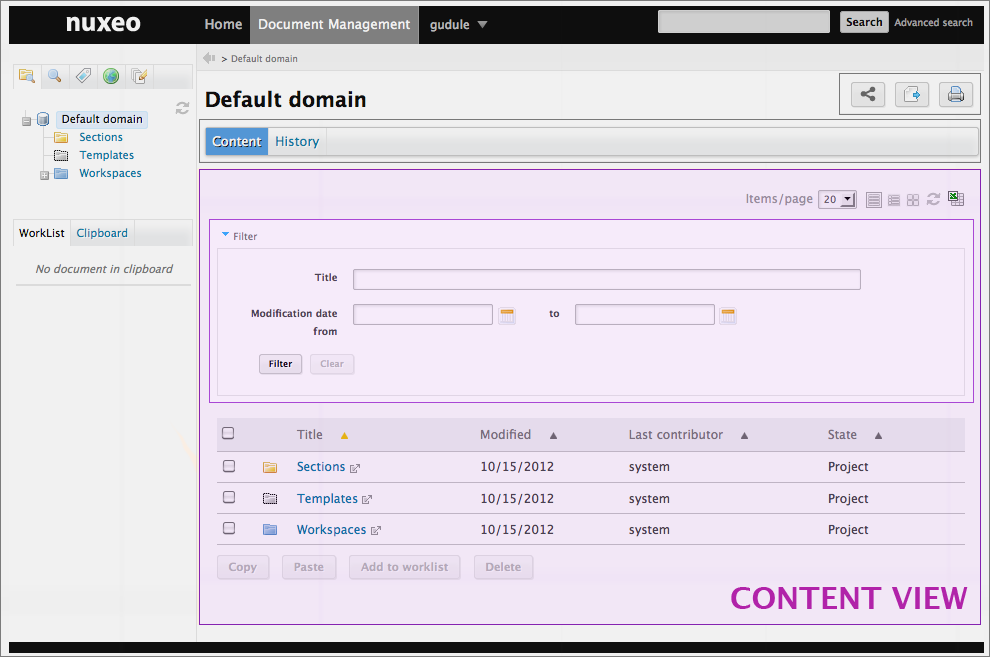 nuxeo Home Document Management gudule Search Advanced search
> Default domain
Default domain
Default domain
Sections
Templates
Workspaces
Content History
WorkList Clipboard
No document in clipboard
Items/page 20
Filter
Title
Modification date from to
Filter Clear
Title Modified Last contributor State
Sections 10/15/2012 system Project
Templates 10/15/2012 system Project
Workspaces 10/15/2012 system Project
Copy Paste Add to worklist Delete
CONTENT VIEW